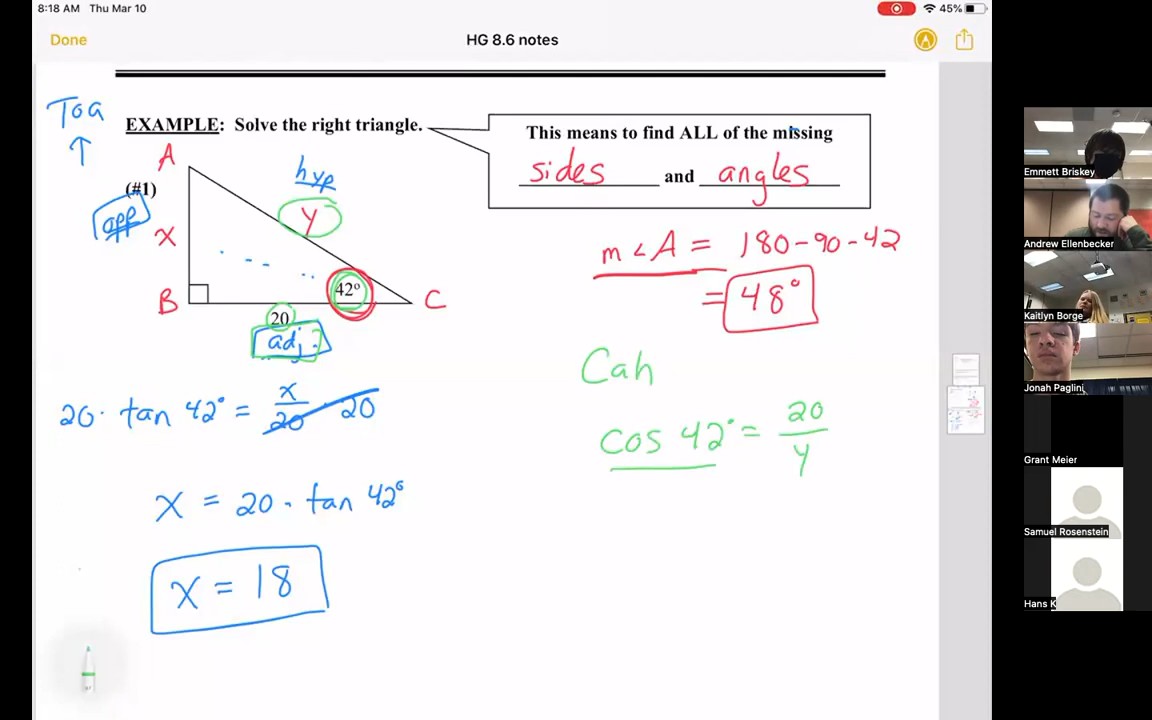 8:18 AM Thu Mar 10
45%
Done
HG 8.6 notes
Toa
EXAMPLE: Solve the right triangle.
This means to find ALL of the missing
sides and angles
A
hyp
(#1)
opp
y
x
42°
B
C
20
adj.
m∠A = 180-90-42
= 48°
Cah
20 · tan 42° = x/20 · 20
cos 42° = 20/y
x = 20 · tan 42°
x = 18
Emmett Briskey
Andrew Ellenbecker
Kaitlyn Borge
Jonah Paglini
Grant Meier
Samuel Rosenstein
Hans K